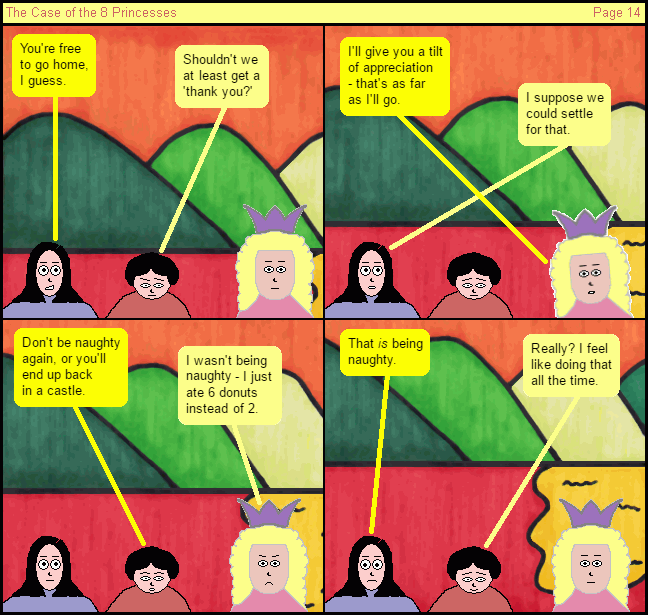 The Case of the 8 Princesses
Page 14
You're free
to go home,
I guess.
Shouldn't we
at least get a
'thank you?'
I'll give you a tilt
of appreciation
- that's as far
as I'll go.
I suppose we
could settle
for that.
Don't be naughty
again, or you'll
end up back
in a castle.
I wasn't being
naughty - I just
ate 6 donuts
instead of 2.
That is being
naughty.
Really? I feel
like doing that
all the time.